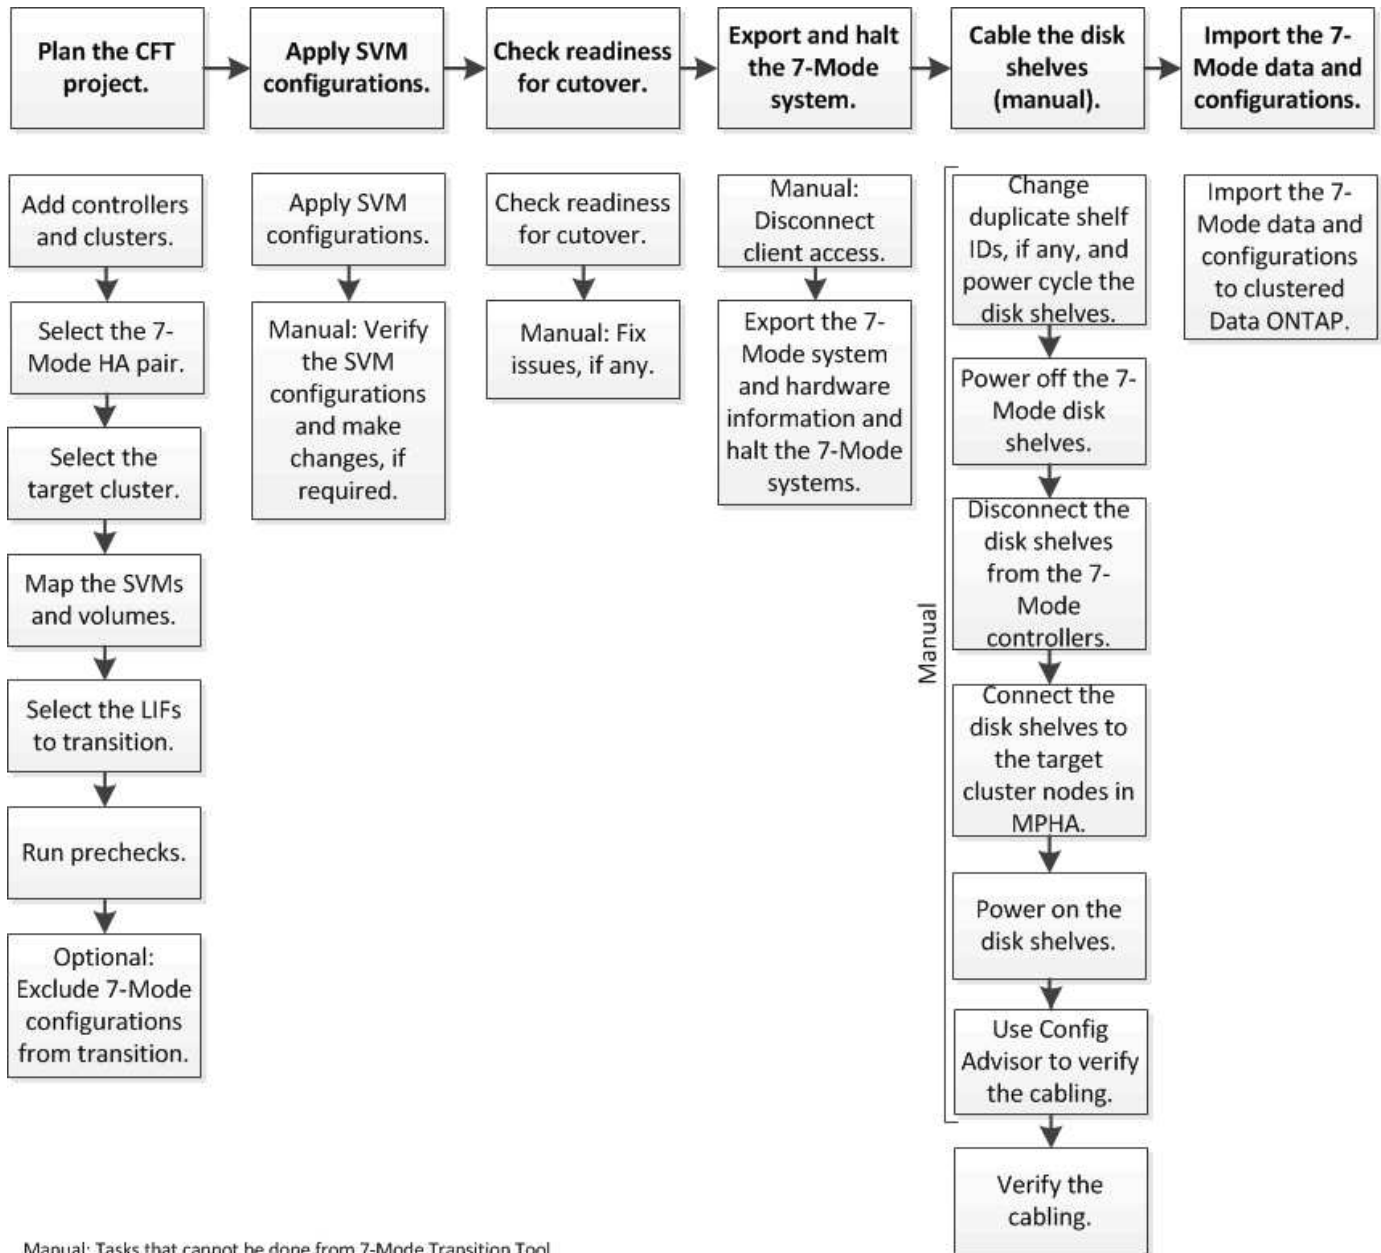 Plan the CFT
project.
Apply SVM
configurations.
Check readiness
for cutover.
Export and halt
the 7-Mode
system.
Cable the disk
shelves
(manual).
Import the 7-
Mode data and
configurations.
Add controllers
and clusters.
Select the 7-
Mode HA pair.
Select the
target cluster.
Map the SVMs
and volumes.
Select the LIFs
to transition.
Run prechecks.
Optional:
Exclude 7-Mode
configurations
from transition.
Apply SVM
configurations.
Manual: Verify
the SVM
configurations
and make
changes, if
required.
Check readiness
for cutover.
Manual: Fix
issues, if any.
Manual:
Disconnect
client access.
Export the 7-
Mode system
and hardware
information and
halt the 7-Mode
systems.
Manual
Change
duplicate shelf
IDs, if any, and
power cycle the
disk shelves.
Power off the 7-
Mode disk
shelves.
Disconnect the
disk shelves
from the 7-
Mode
controllers.
Connect the
disk shelves to
the target
cluster nodes in
MPHA.
Power on the
disk shelves.
Use Config
Advisor to verify
the cabling.
Verify the
cabling.
Import the 7-
Mode data and
configurations
to clustered
Data ONTAP.
Manual: Tasks that cannot be done from 7-Mode Transition Tool